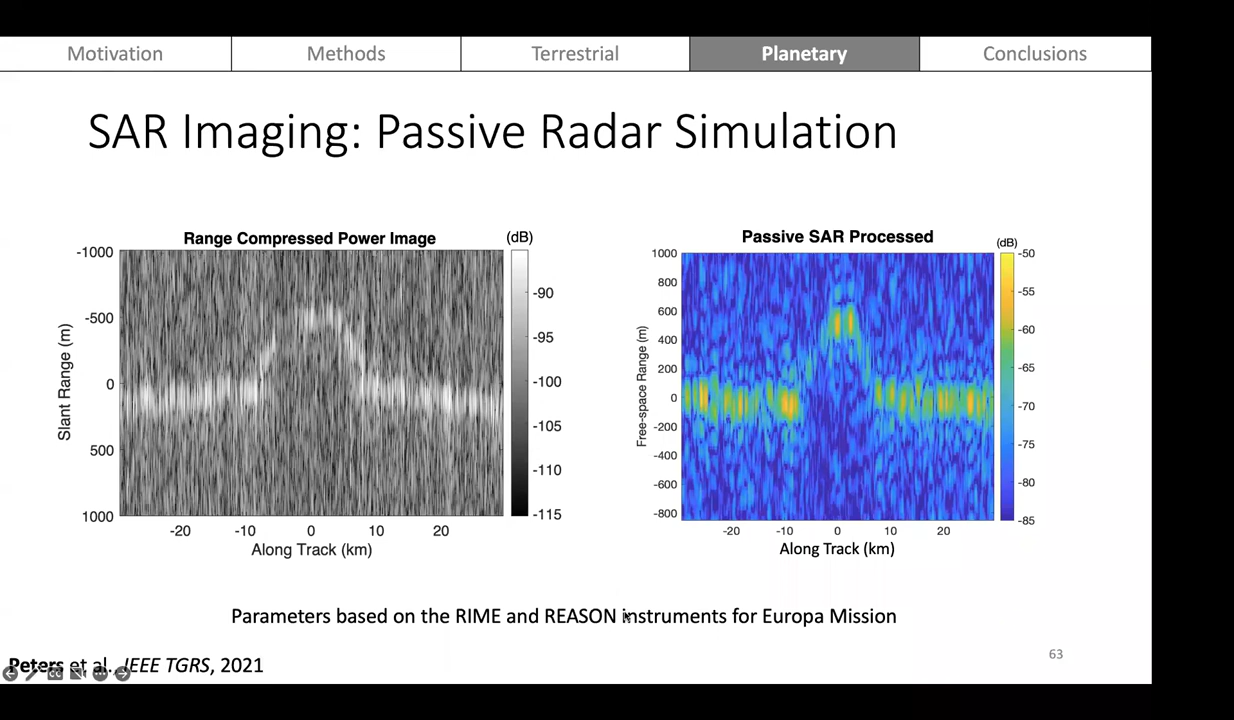 Motivation Methods Terrestrial Planetary Conclusions
SAR Imaging: Passive Radar Simulation
Range Compressed Power Image
(dB)
-1000
-500
0
500
1000
Slant Range (m)
-20 -10 0 10 20
Along Track (km)
-90
-95
-100
-105
-110
-115
Passive SAR Processed
(dB)
1000
800
600
400
200
0
-200
-400
-600
-800
Free-space Range (m)
-20 -10 0 10 20
Along Track (km)
-50
-55
-60
-65
-70
-75
-80
-85
Parameters based on the RIME and REASON instruments for Europa Mission
63
Peters et al., IEEE TGRS, 2021